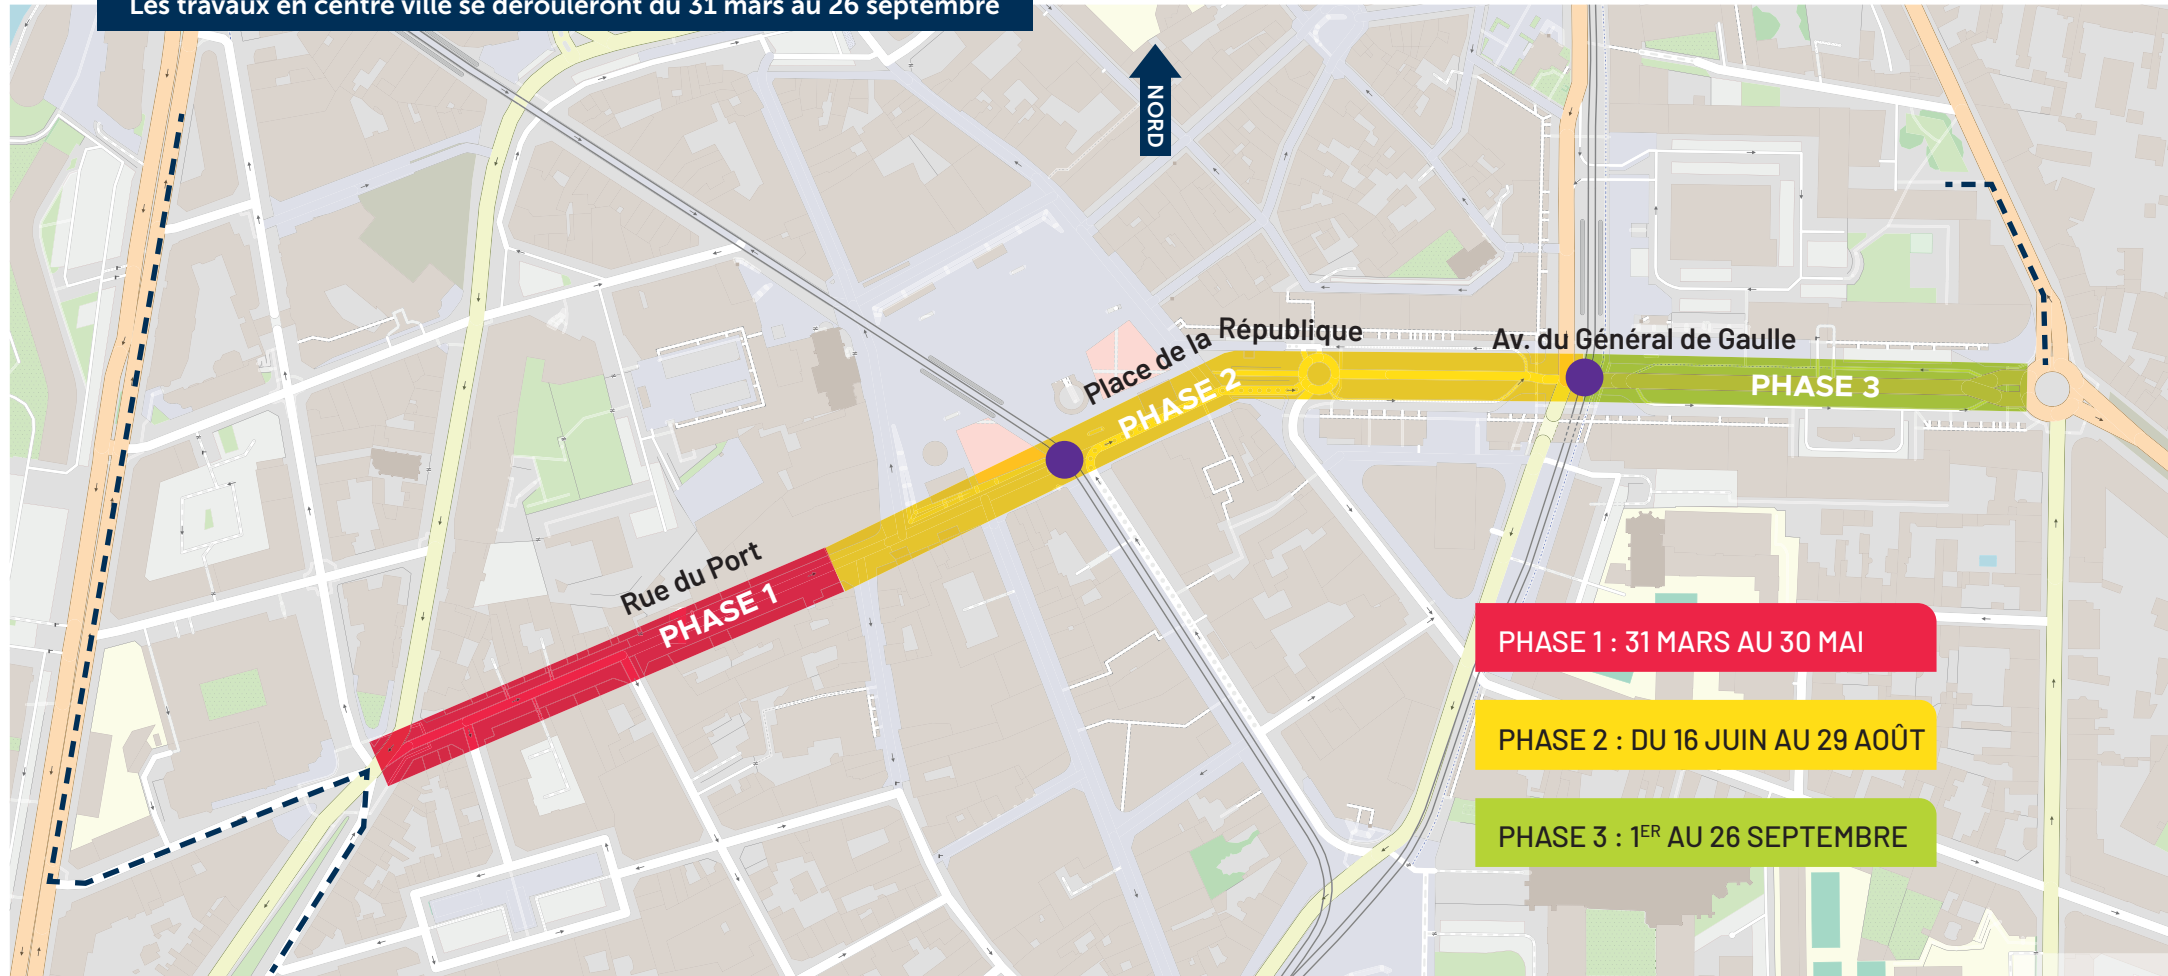 Les travaux en centre ville se dérouleront du 31 mars au 26 septembre
NORD
Place de la République
Av. du Général de Gaulle
PHASE 2
PHASE 3
Rue du Port
PHASE 1
PHASE 1 : 31 MARS AU 30 MAI
PHASE 2 : DU 16 JUIN AU 29 AOÛT
PHASE 3 : 1ER AU 26 SEPTEMBRE